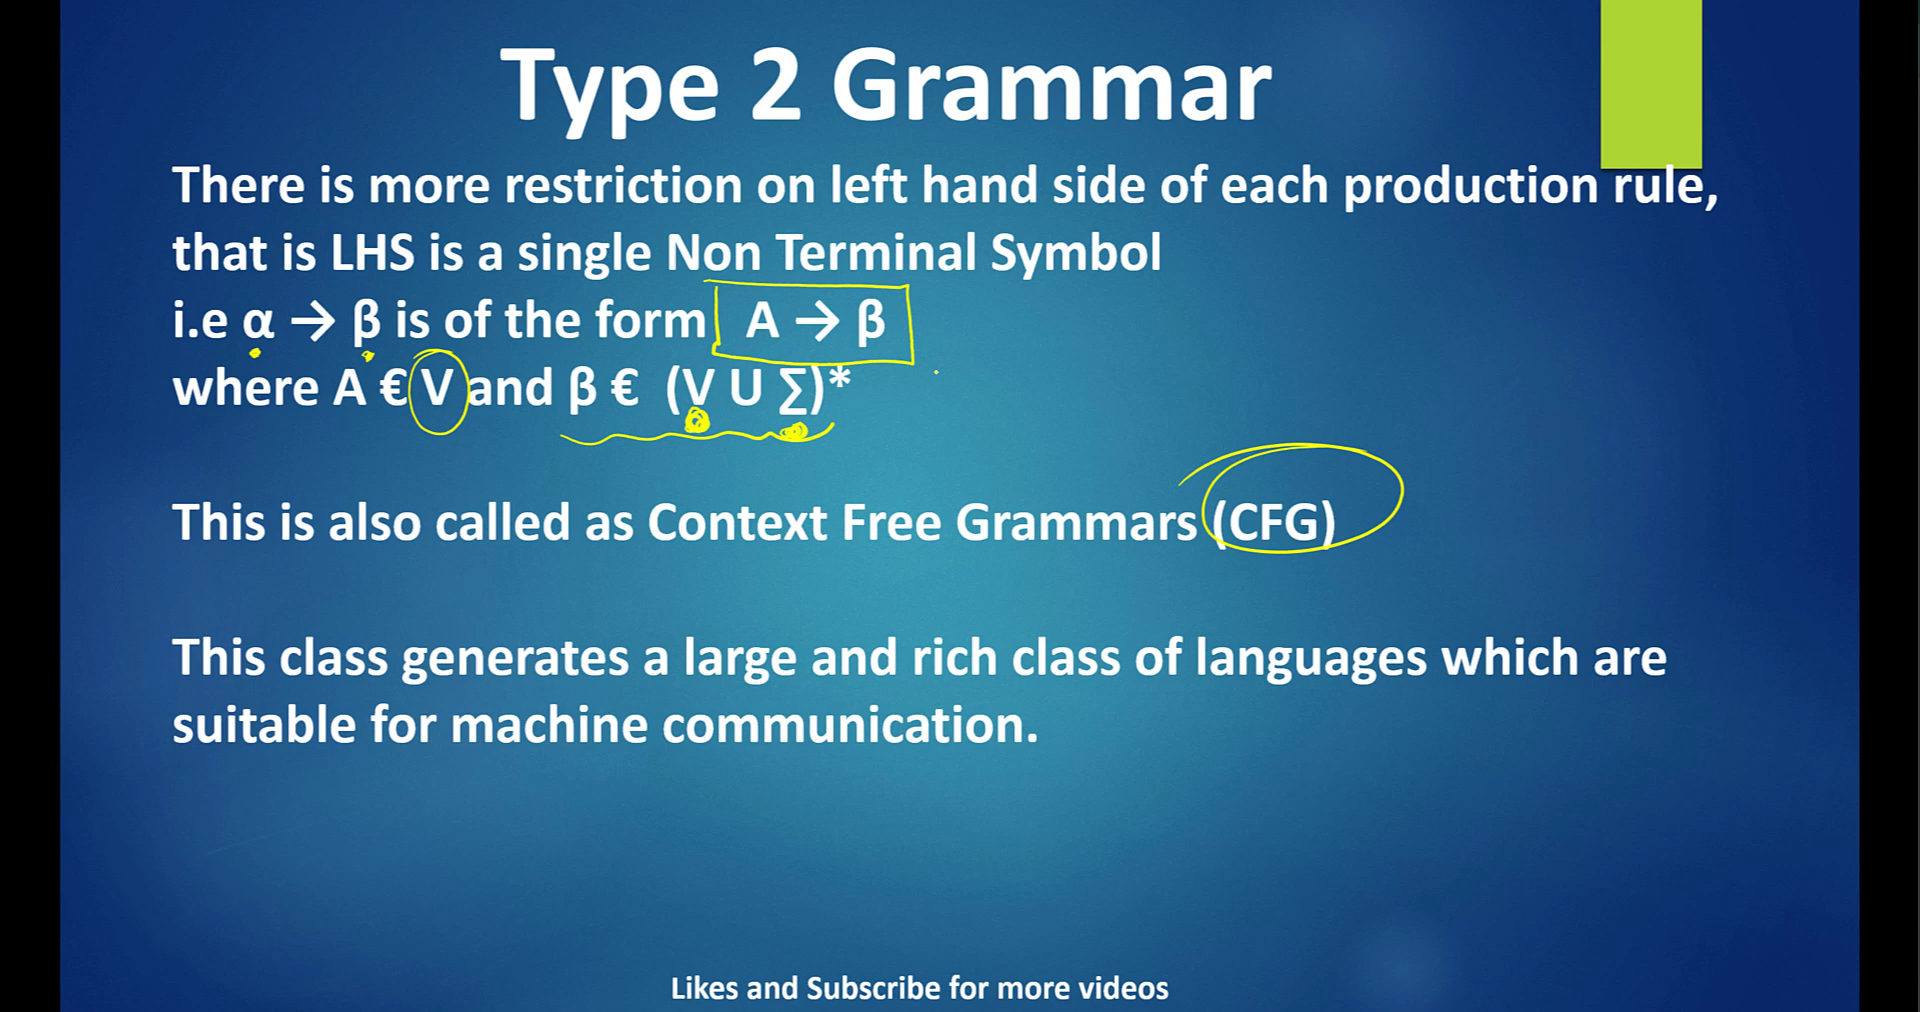 Type 2 Grammar
There is more restriction on left hand side of each production rule,
that is LHS is a single Non Terminal Symbol
i.e α → β is of the form A → β
where A € V and β € (V U ∑)*
This is also called as Context Free Grammars (CFG)
This class generates a large and rich class of languages which are
suitable for machine communication.
Likes and Subscribe for more videos